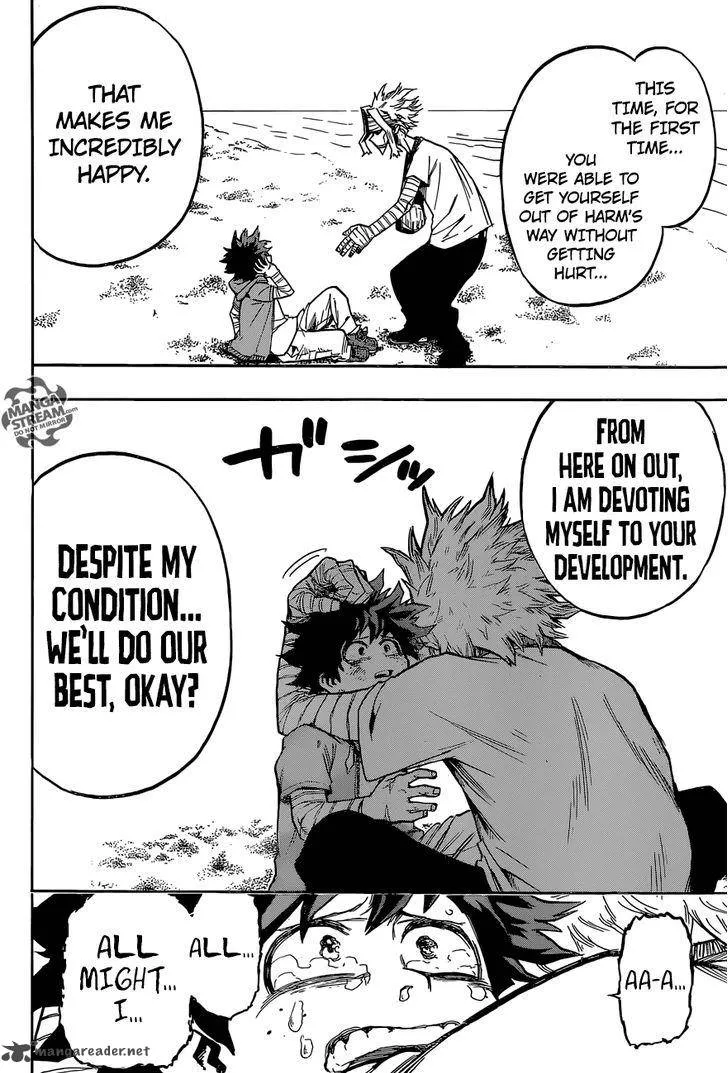 THIS
TIME, FOR
THE FIRST
TIME...
YOU
WERE ABLE TO
GET YOURSELF
OUT OF HARM'S
WAY WITHOUT
GETTING
HURT...
THAT
MAKES ME
INCREDIBLY
HAPPY.
MANGA
STREAM.com
DO NOT MIRROR!
ガシッ
FROM
HERE ON OUT,
I AM DEVOTING
MYSELF TO YOUR
DEVELOPMENT.
DESPITE MY
CONDITION...
WE'LL DO OUR
BEST, OKAY?
AA-A...
ALL...
ALL
MIGHT...
I...
mangareader.net